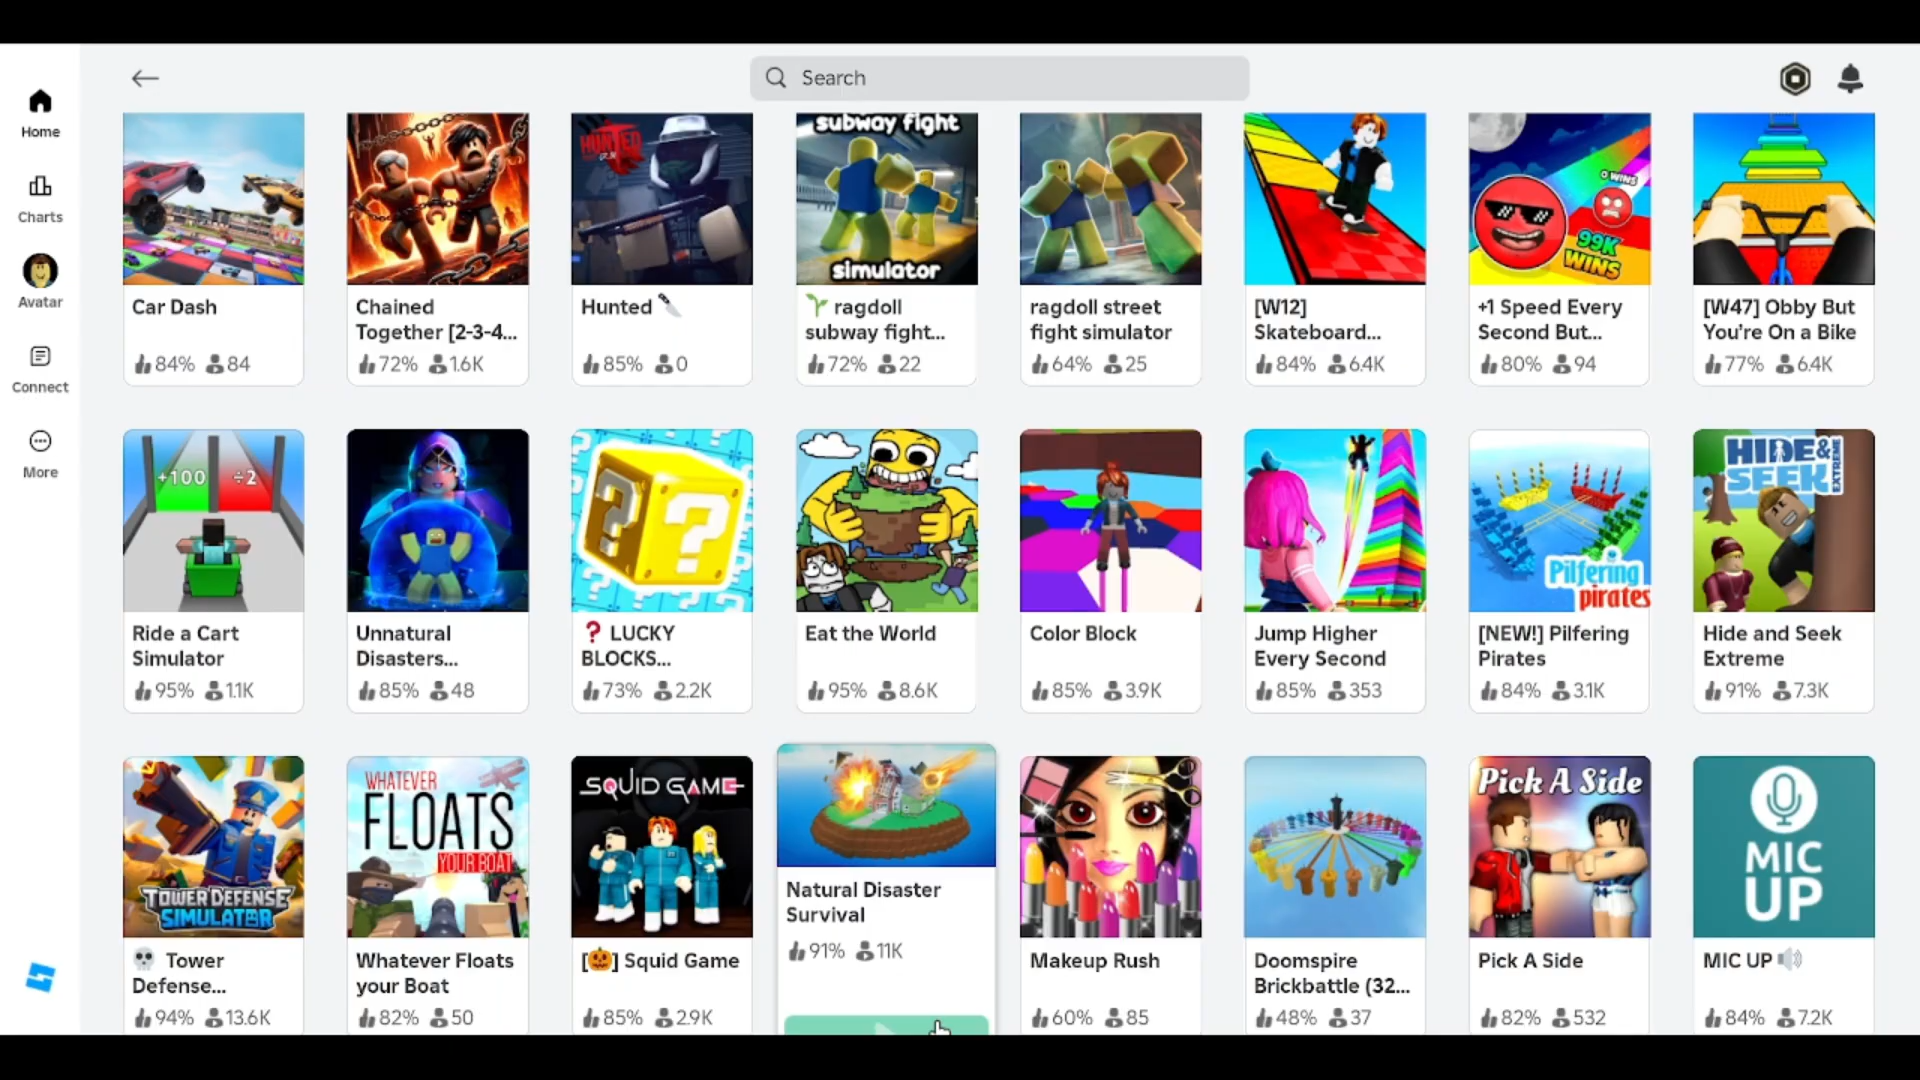 Search
Home
Charts
Avatar
Connect
More
HUNTED
subway fight
simulator
0 WINS
99K
WINS
Car Dash
84% 84
Chained
Together [2-3-4...
72% 1.6K
Hunted 🔪
85% 0
🌱 ragdoll
subway fight...
72% 22
ragdoll street
fight simulator
64% 25
[W12]
Skateboard...
84% 6.4K
+1 Speed Every
Second But...
80% 94
[W47] Obby But
You're On a Bike
77% 6.4K
+100 ÷2
? ?
Pilfering
pirates
HIDE &
SEEK
EXTREME
Ride a Cart
Simulator
95% 1.1K
Unnatural
Disasters...
85% 48
❓ LUCKY
BLOCKS...
73% 2.2K
Eat the World
95% 8.6K
Color Block
85% 3.9K
Jump Higher
Every Second
85% 353
[NEW!] Pilfering
Pirates
84% 3.1K
Hide and Seek
Extreme
91% 7.3K
TOWER DEFENSE
SIMULATOR
WHATEVER
FLOATS
YOUR BOAT
SQUID GAME
Pick A Side
MIC
UP
💀 Tower
Defense...
94% 13.6K
Whatever Floats
your Boat
82% 50
[🎃] Squid Game
85% 2.9K
Natural Disaster
Survival
91% 11K
Makeup Rush
60% 85
Doomspire
Brickbattle (32...
48% 37
Pick A Side
82% 532
MIC UP 🔊
84% 7.2K